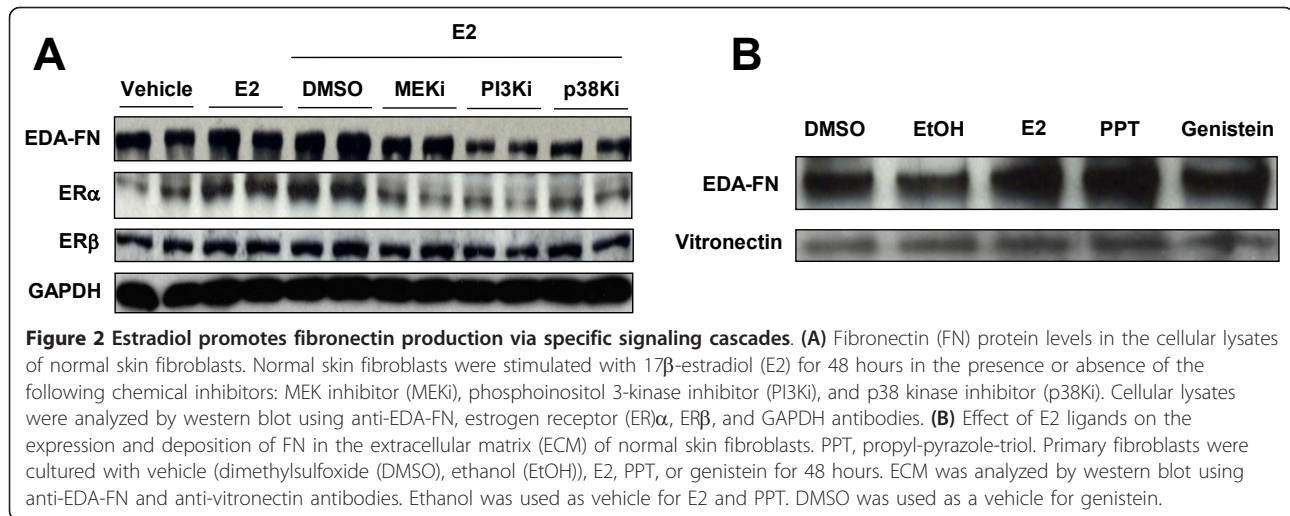 A
E2
Vehicle E2 DMSO MEKi PI3Ki p38Ki
EDA-FN
ERα
ERβ
GAPDH
B
DMSO EtOH E2 PPT Genistein
EDA-FN
Vitronectin
Figure 2 Estradiol promotes fibronectin production via specific signaling cascades. (A) Fibronectin (FN) protein levels in the cellular lysates
of normal skin fibroblasts. Normal skin fibroblasts were stimulated with 17β-estradiol (E2) for 48 hours in the presence or absence of the
following chemical inhibitors: MEK inhibitor (MEKi), phosphoinositol 3-kinase inhibitor (PI3Ki), and p38 kinase inhibitor (p38Ki). Cellular lysates
were analyzed by western blot using anti-EDA-FN, estrogen receptor (ER)α, ERβ, and GAPDH antibodies. (B) Effect of E2 ligands on the
expression and deposition of FN in the extracellular matrix (ECM) of normal skin fibroblasts. PPT, propyl-pyrazole-triol. Primary fibroblasts were
cultured with vehicle (dimethylsulfoxide (DMSO), ethanol (EtOH)), E2, PPT, or genistein for 48 hours. ECM was analyzed by western blot using
anti-EDA-FN and anti-vitronectin antibodies. Ethanol was used as vehicle for E2 and PPT. DMSO was used as a vehicle for genistein.